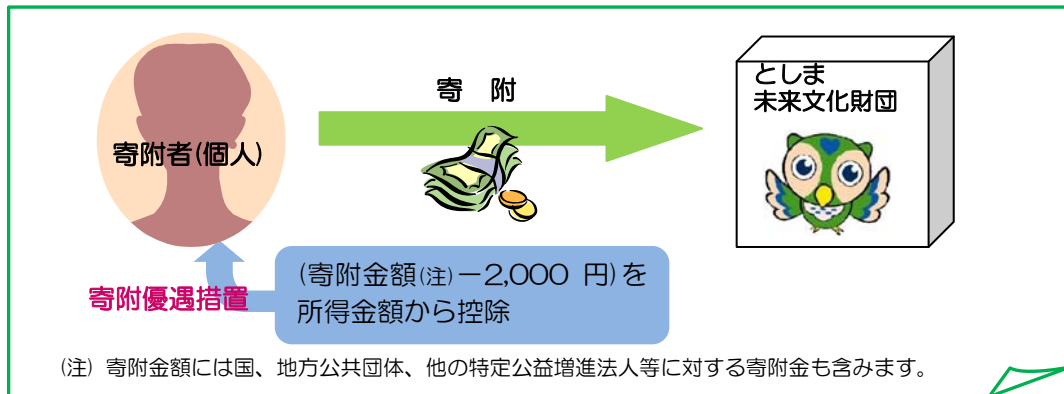 寄 附
としま
未来文化財団
寄附者(個人)
(寄附金額(注)－2,000 円)を
所得金額から控除
寄附優遇措置
(注) 寄附金額には国、地方公共団体、他の特定公益増進法人等に対する寄附金も含みます。